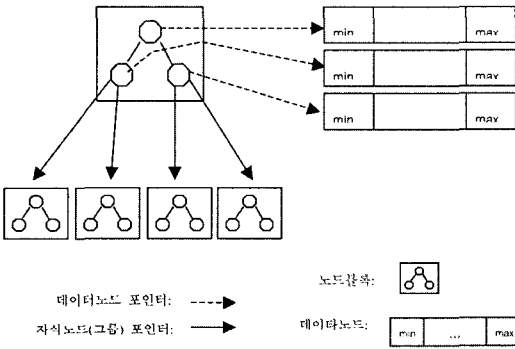 min max
min max
min max
노드블록:
데이터노드 포인터:
자식노드(그룹) 포인터:
데이타노드:
min ... max